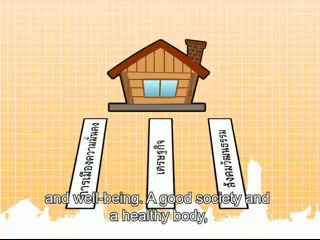 การเมืองความมั่นคง
เศรษฐกิจ
สังคมวัฒนธรรม
and well-being. A good society and
a healthy body,